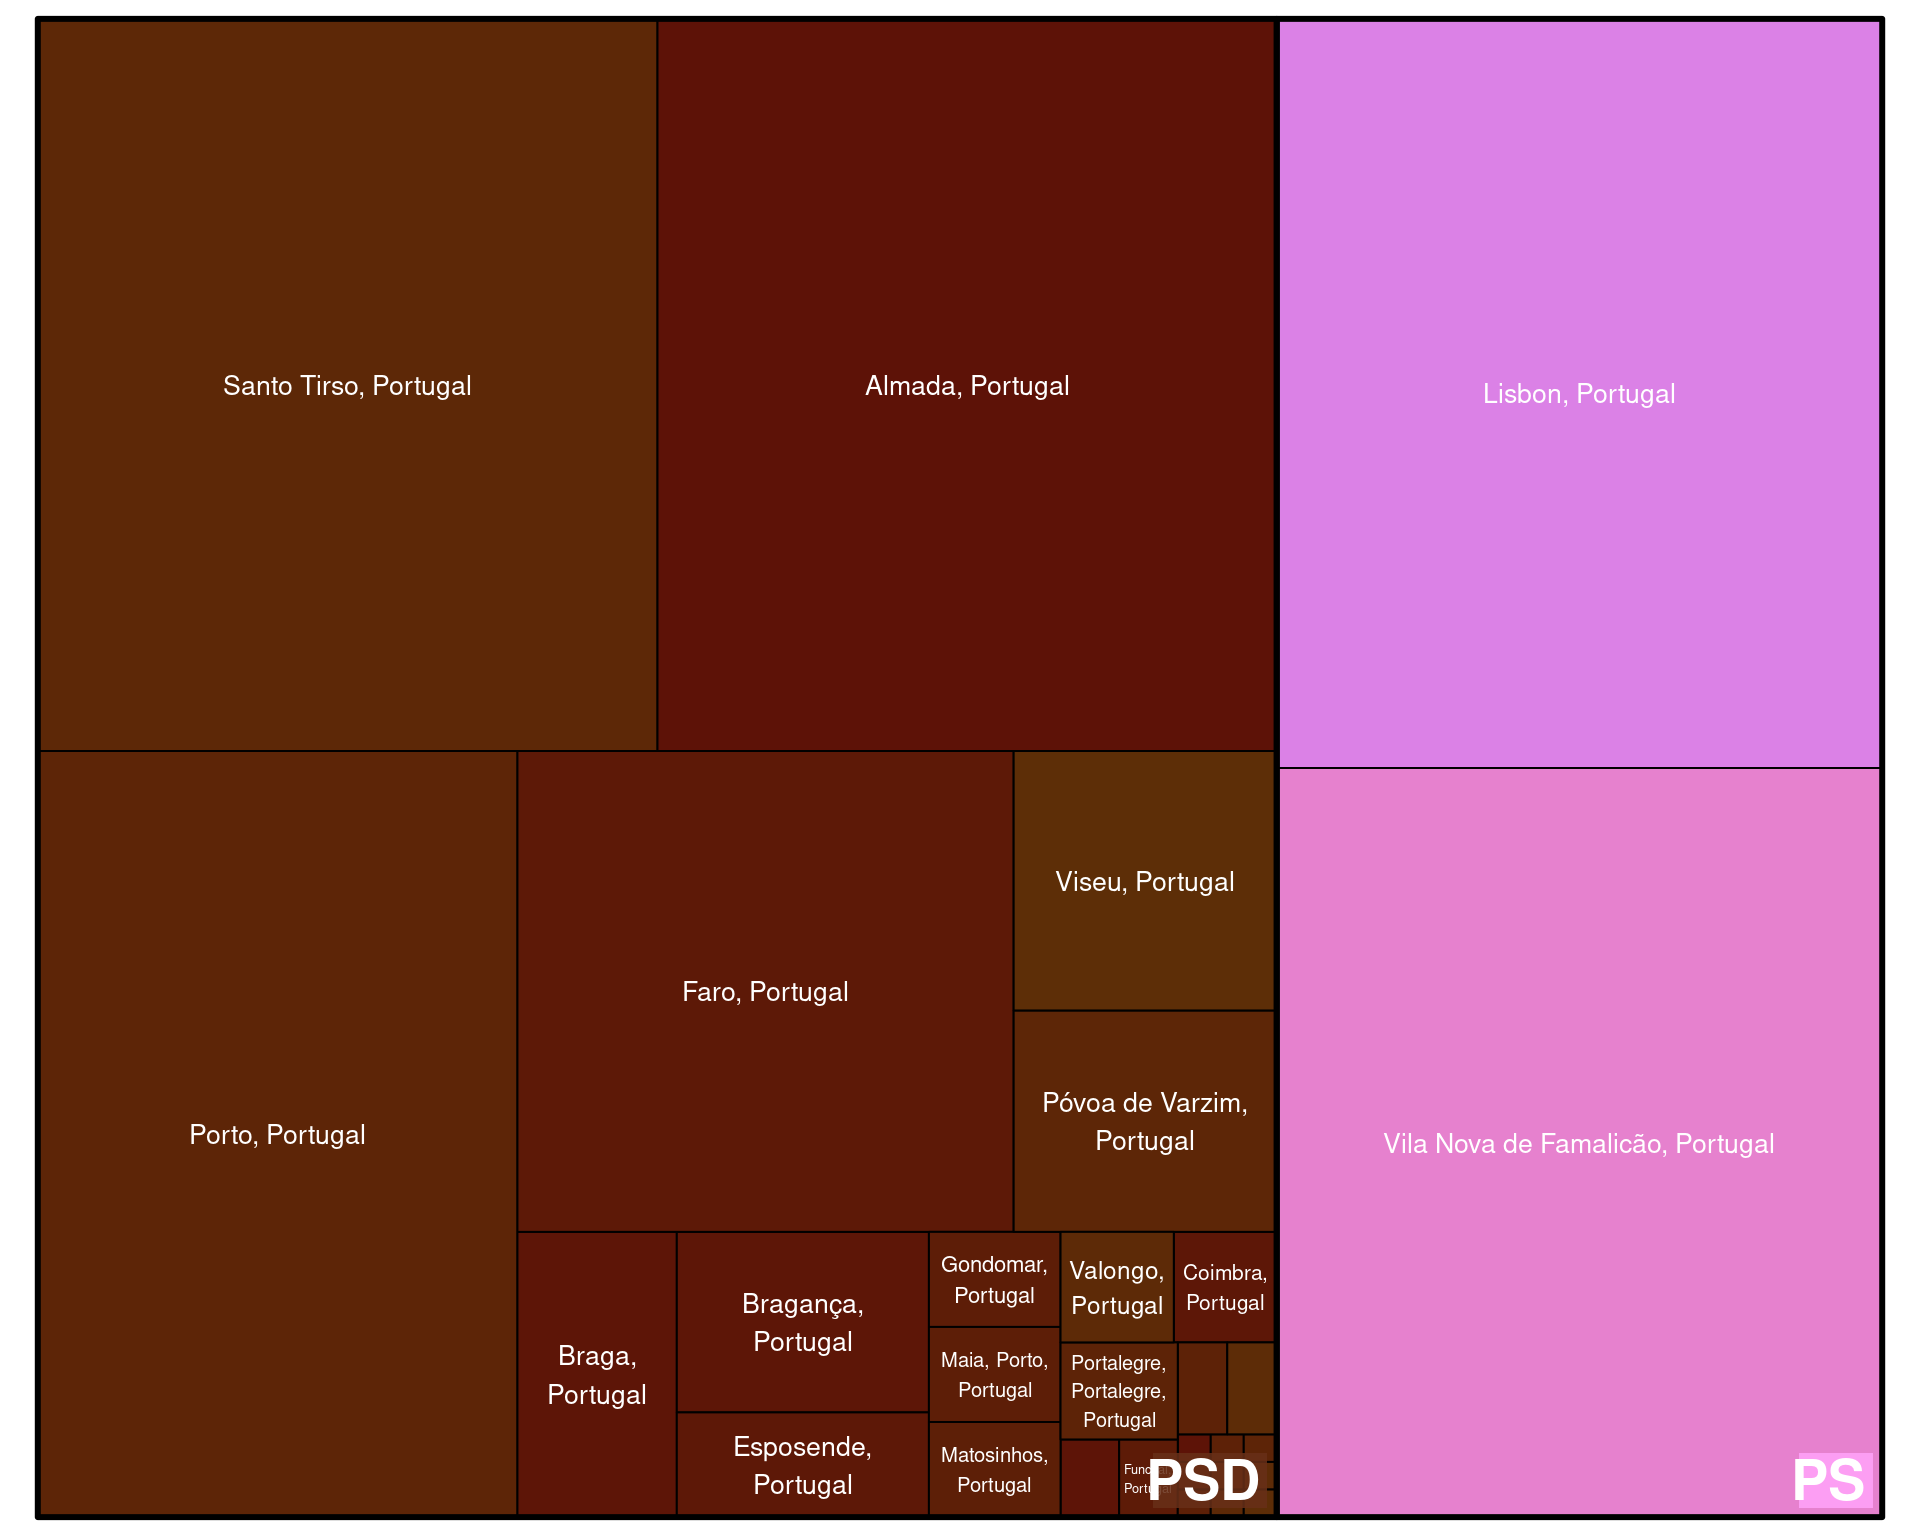 Santo Tirso, Portugal
Almada, Portugal
Lisbon, Portugal
Porto, Portugal
Faro, Portugal
Viseu, Portugal
Póvoa de Varzim,
Portugal
Vila Nova de Famalicão, Portugal
Braga,
Portugal
Bragança,
Portugal
Esposende,
Portugal
Gondomar,
Portugal
Maia, Porto,
Portugal
Matosinhos,
Portugal
Valongo,
Portugal
Coimbra,
Portugal
Portalegre,
Portalegre,
Portugal
PSD
PS